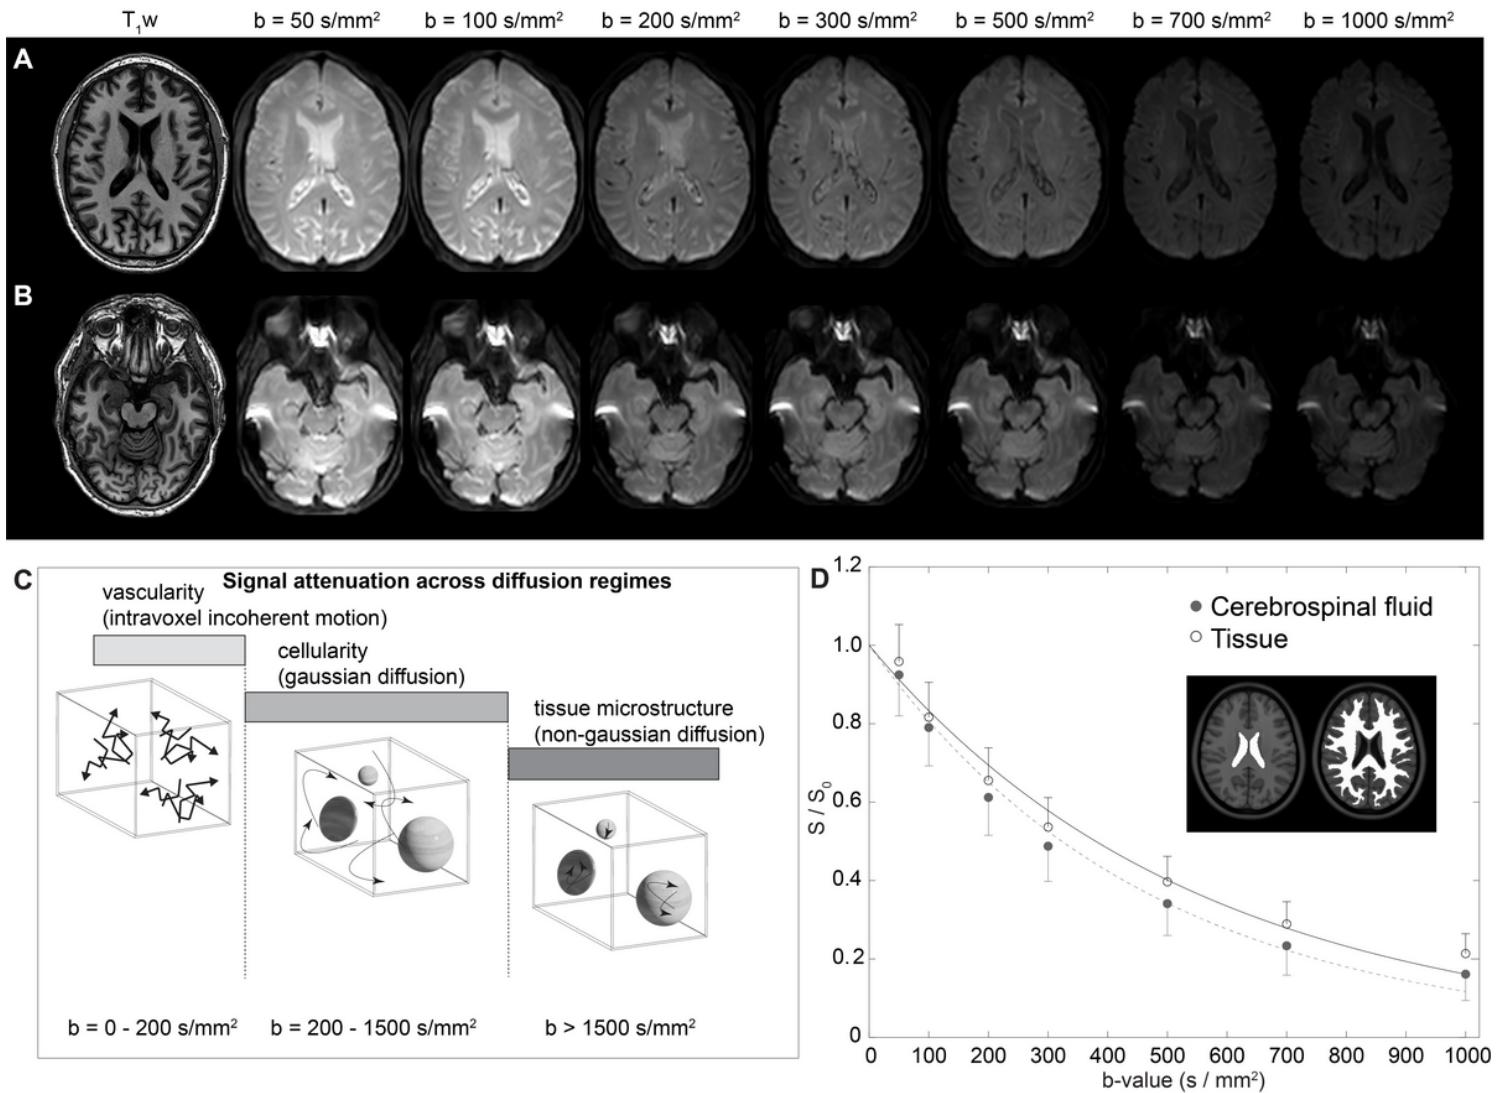 T₁w b = 50 s/mm² b = 100 s/mm² b = 200 s/mm² b = 300 s/mm² b = 500 s/mm² b = 700 s/mm² b = 1000 s/mm²
A
B
C Signal attenuation across diffusion regimes
vascularity
(intravoxel incoherent motion)
cellularity
(gaussian diffusion)
tissue microstructure
(non-gaussian diffusion)
b = 0 - 200 s/mm² b = 200 - 1500 s/mm² b > 1500 s/mm²
D
1.2
1.0
0.8
0.6
0.4
0.2
0
S / S₀
Cerebrospinal fluid
Tissue
0 100 200 300 400 500 600 700 800 900 1000
b-value (s / mm²)